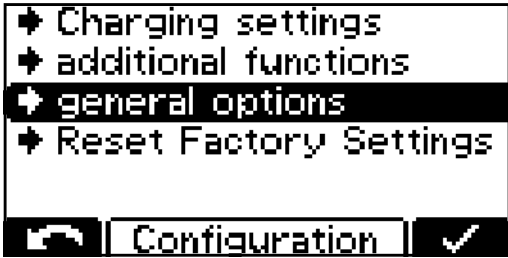 Charging settings
additional functions
general options
Reset Factory Settings
Configuration